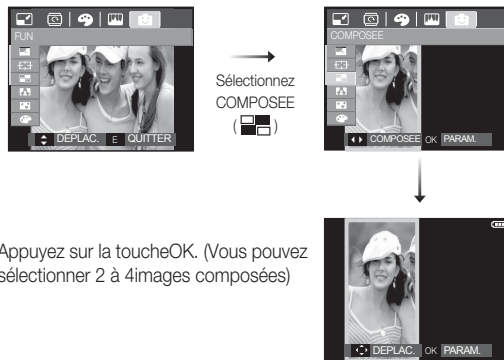 FUN
DÉPLAC. E QUITTER
Sélectionnez
COMPOSEE
( )
COMPOSEE
COMPOSEE OK PARAM.
Appuyez sur la toucheOK. (Vous pouvez
sélectionner 2 à 4images composées)
DEPLAC. OK PARAM.